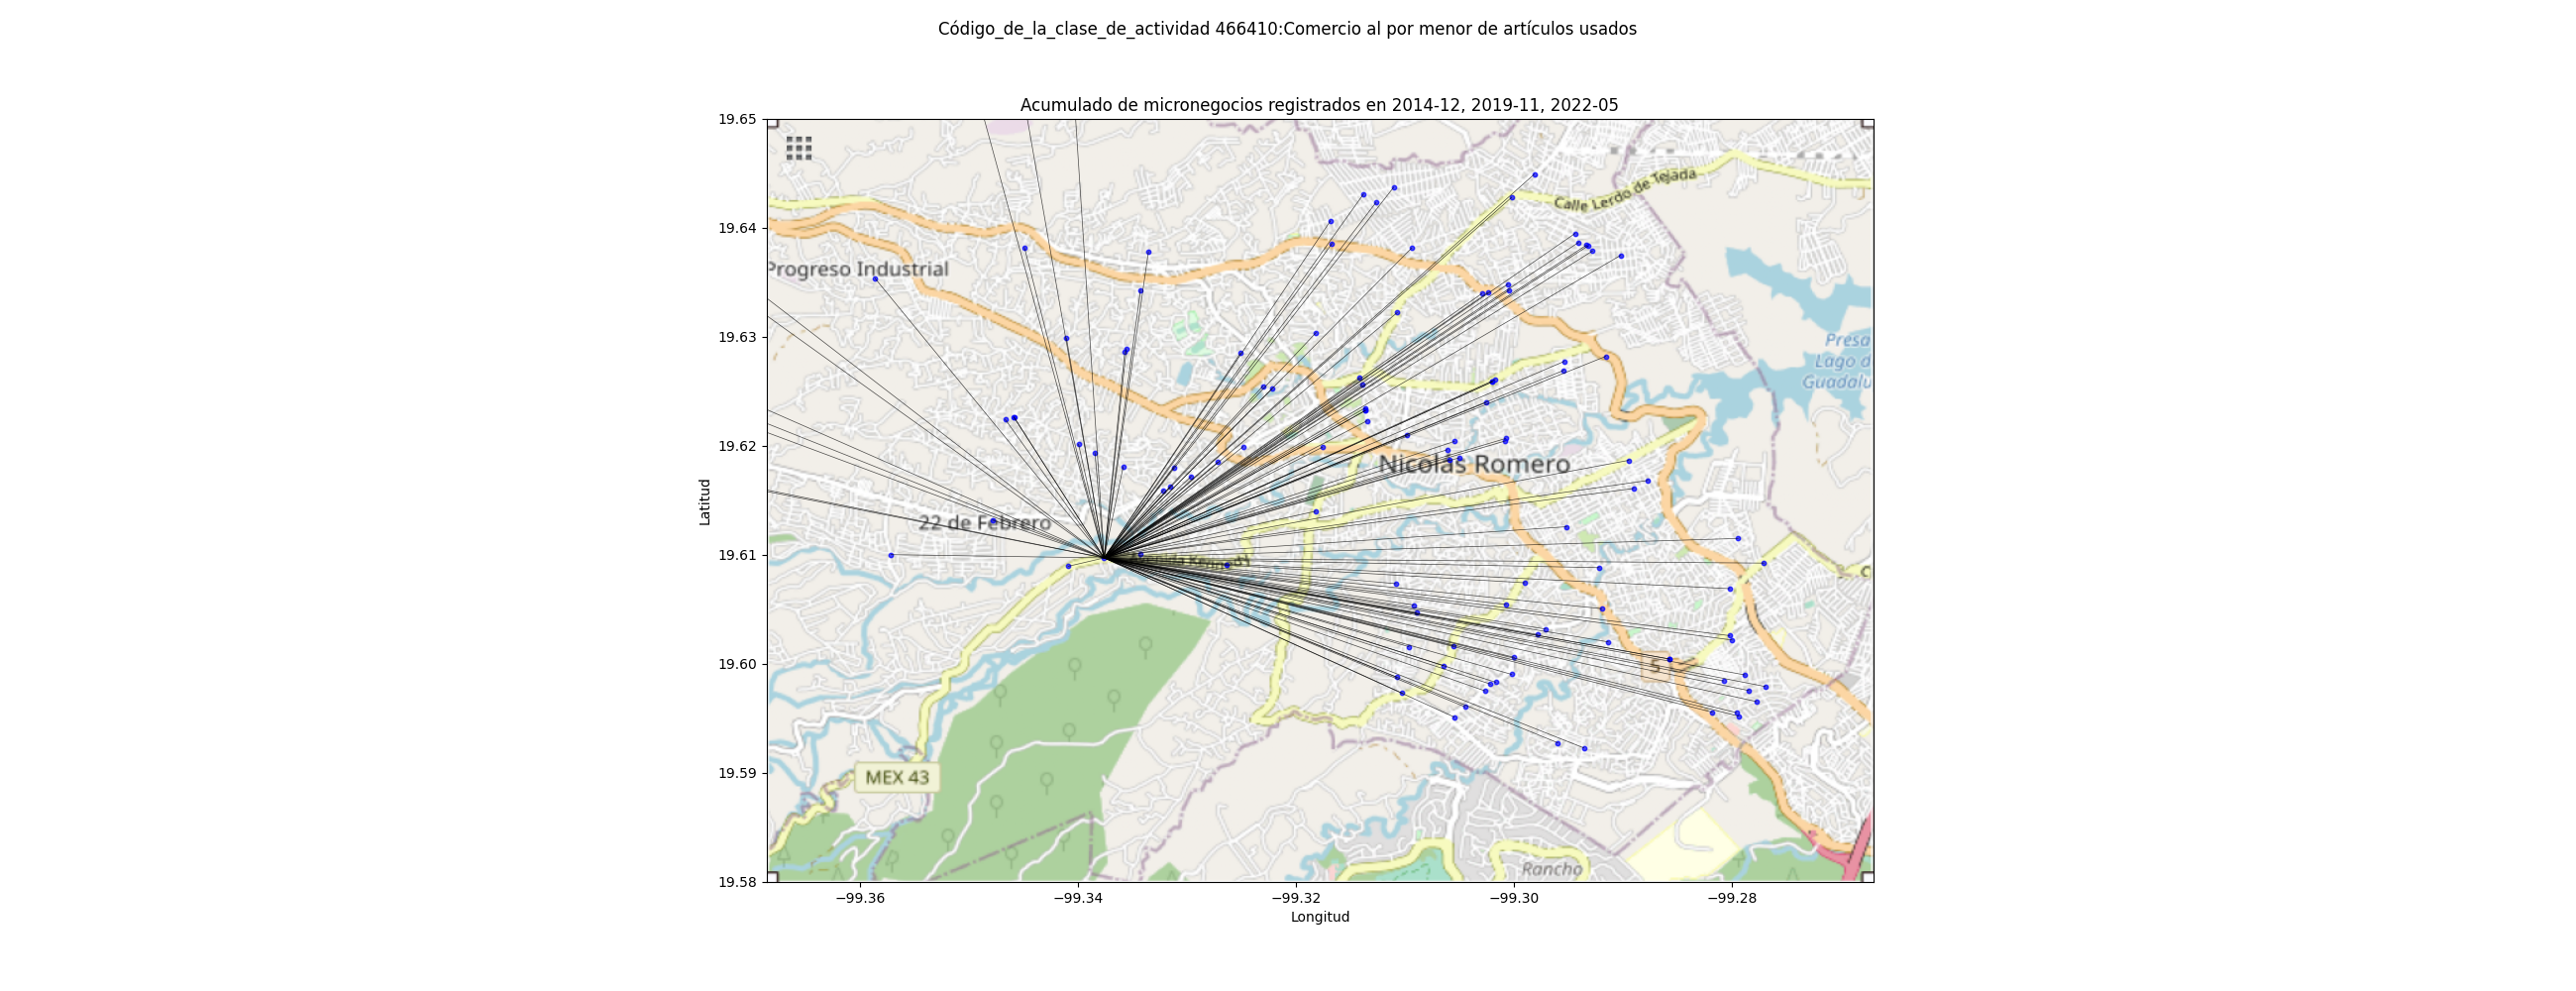 Código_de_la_clase_de_actividad 466410:Comercio al por menor de artículos usados
Acumulado de micronegocios registrados en 2014-12, 2019-11, 2022-05
19.65
Calle Lerdo de Tejada
19.64
Progreso Industrial
19.63
Presa
Lago d
Guadalu
19.62
Nicolás Romero
Latitud
22 de Febrero
19.61
Kennedy
C
19.60
5
19.59
MEX 43
Rancho
19.58
−99.36
−99.34
−99.32
−99.30
−99.28
Longitud